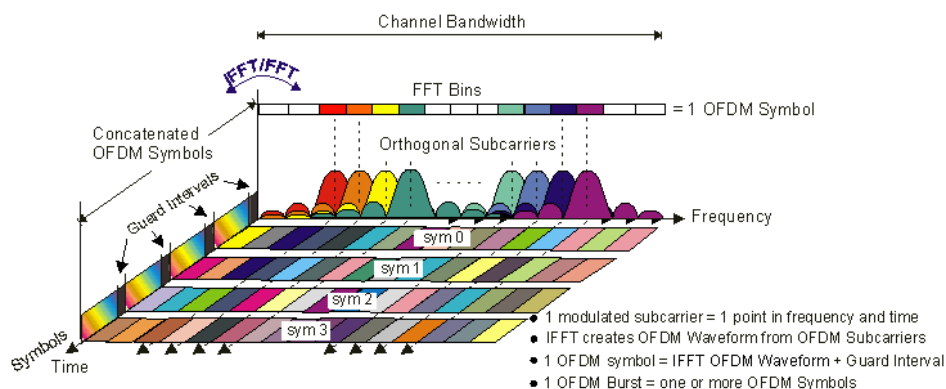 Channel Bandwidth
IFFT/FFT
FFT Bins
= 1 OFDM Symbol
Concatenated
OFDM Symbols
Orthogonal Subcarriers
Guard Intervals
Frequency
sym 0
sym 1
sym 2
sym 3
Symbols
Time
1 modulated subcarrier = 1 point in frequency and time
IFFT creates OFDM Waveform from OFDM Subcarriers
1 OFDM symbol = IFFT OFDM Waveform + Guard Interval
1 OFDM Burst = one or more OFDM Symbols